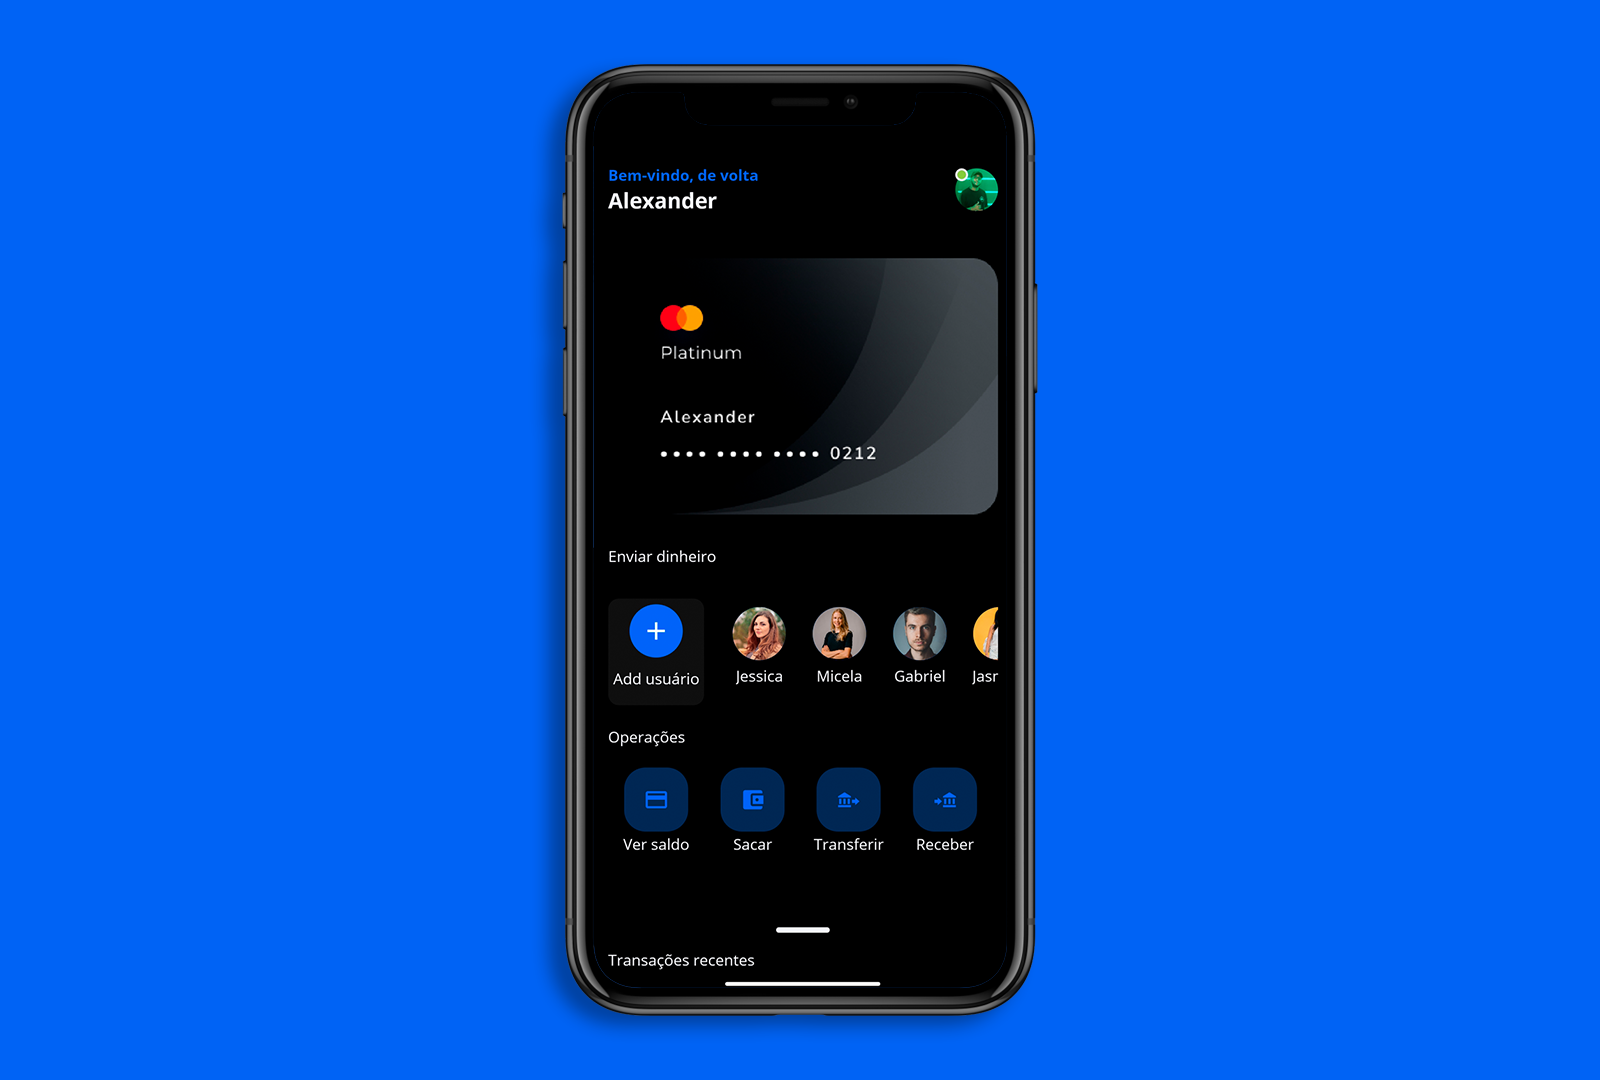 Bem-vindo, de volta
Alexander
Platinum
Alexander
•••• •••• •••• 0212
Enviar dinheiro
Add usuário
Jessica
Micela
Gabriel
Operações
Ver saldo
Sacar
Transferir
Receber
Transações recentes